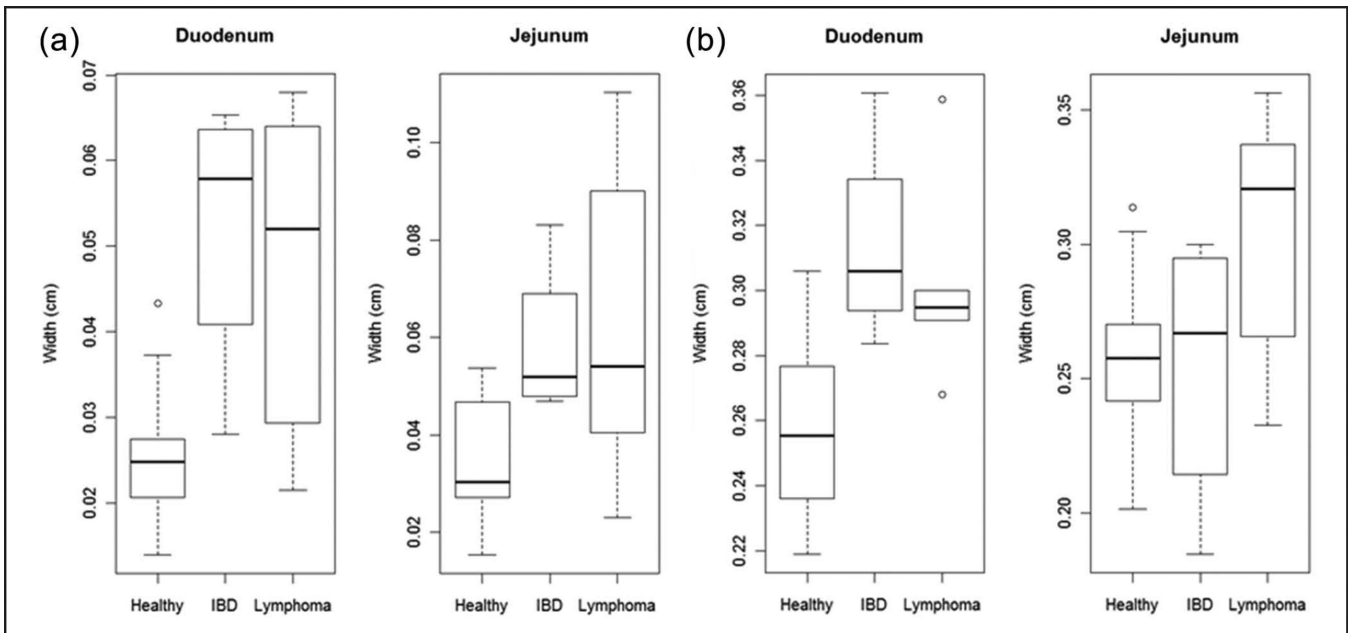 (a)
Duodenum
Width (cm)
0.07
0.06
0.05
0.04
0.03
0.02
Healthy IBD Lymphoma
Jejunum
Width (cm)
0.10
0.08
0.06
0.04
0.02
Healthy IBD Lymphoma
(b)
Duodenum
Width (cm)
0.36
0.34
0.32
0.30
0.28
0.26
0.24
0.22
Healthy IBD Lymphoma
Jejunum
Width (cm)
0.35
0.30
0.25
0.20
Healthy IBD Lymphoma